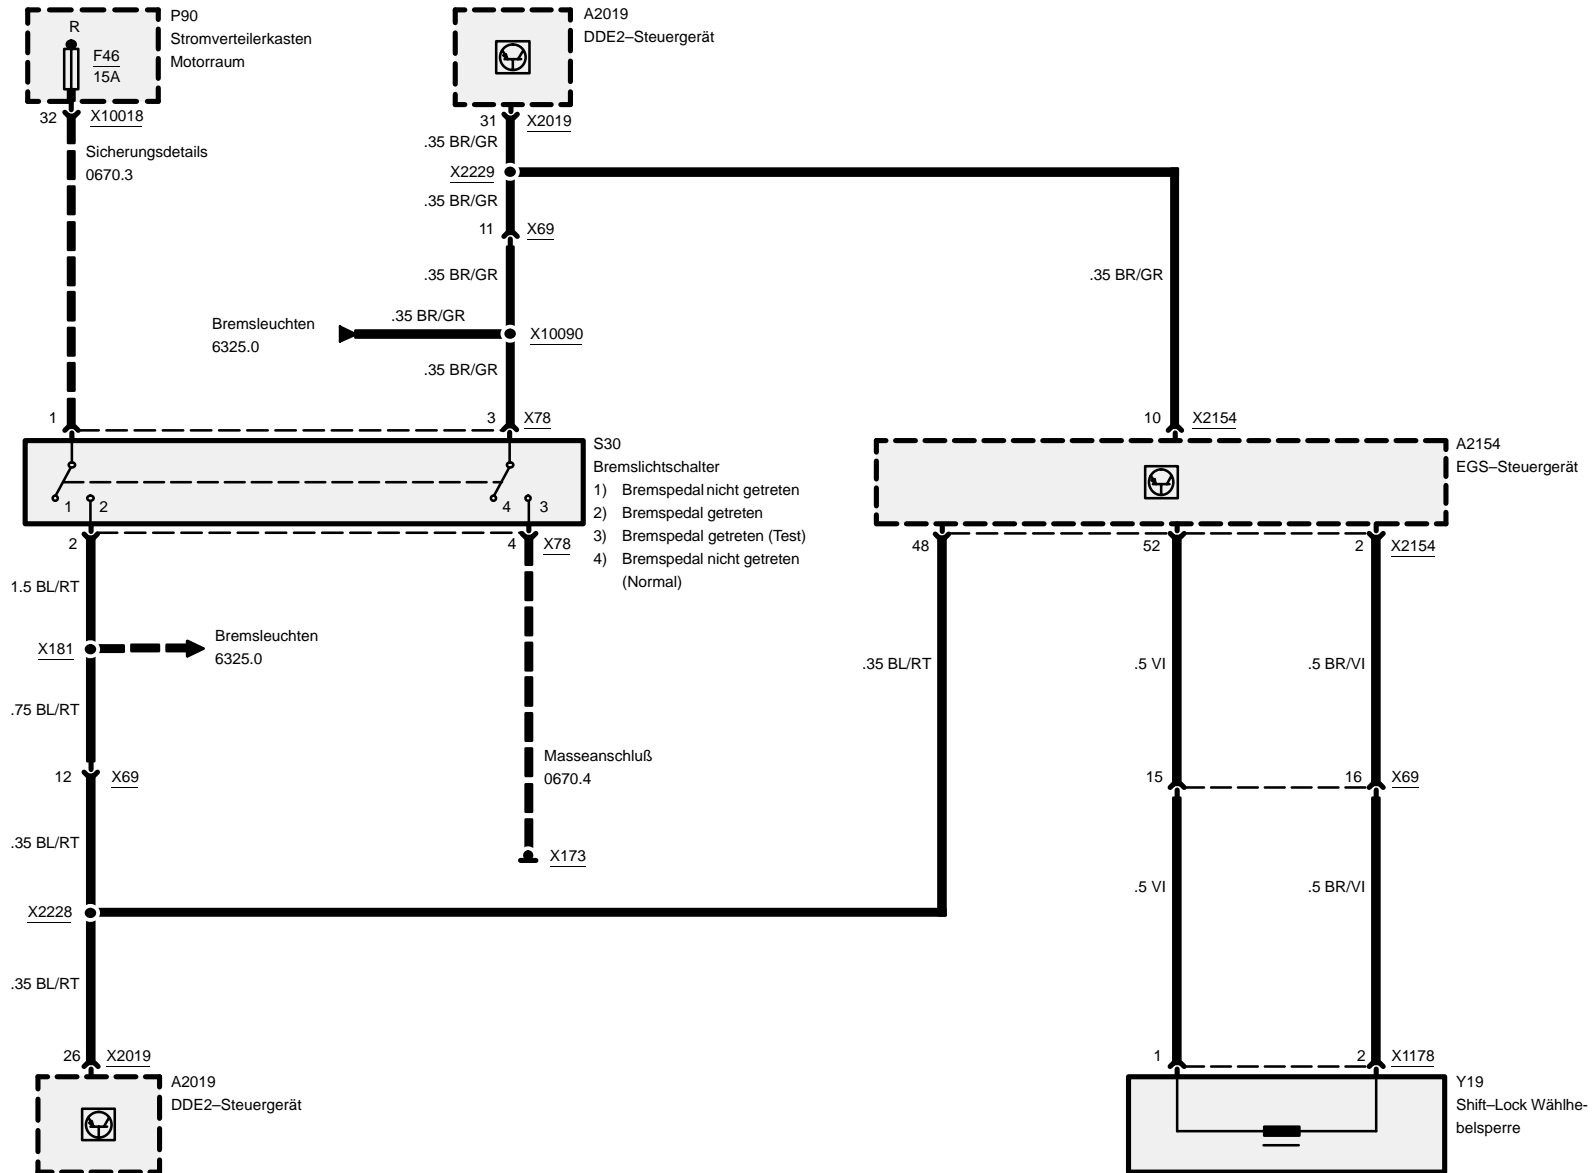 P90
Stromverteilerkasten
Motorraum
R
F46
15A
32
X10018
Sicherungsdetails
0670.3
A2019
DDE2–Steuergerät
31
X2019
.35 BR/GR
X2229
.35 BR/GR
11
X69
.35 BR/GR
.35 BR/GR
Bremsleuchten
6325.0
.35 BR/GR
X10090
.35 BR/GR
1
3
X78
10
X2154
S30
Bremslichtschalter
1) Bremspedal nicht getreten
2) Bremspedal getreten
3) Bremspedal getreten (Test)
4) Bremspedal nicht getreten
(Normal)
1
2
4
3
A2154
EGS–Steuergerät
2
4
X78
48
52
2
X2154
1.5 BL/RT
X181
Bremsleuchten
6325.0
.35 BL/RT
.5 VI
.5 BR/VI
.75 BL/RT
Masseanschluß
0670.4
12
X69
15
16
X69
.35 BL/RT
X173
.5 VI
.5 BR/VI
X2228
.35 BL/RT
26
X2019
1
2
X1178
A2019
DDE2–Steuergerät
Y19
Shift–Lock Wählhe-
belsperre